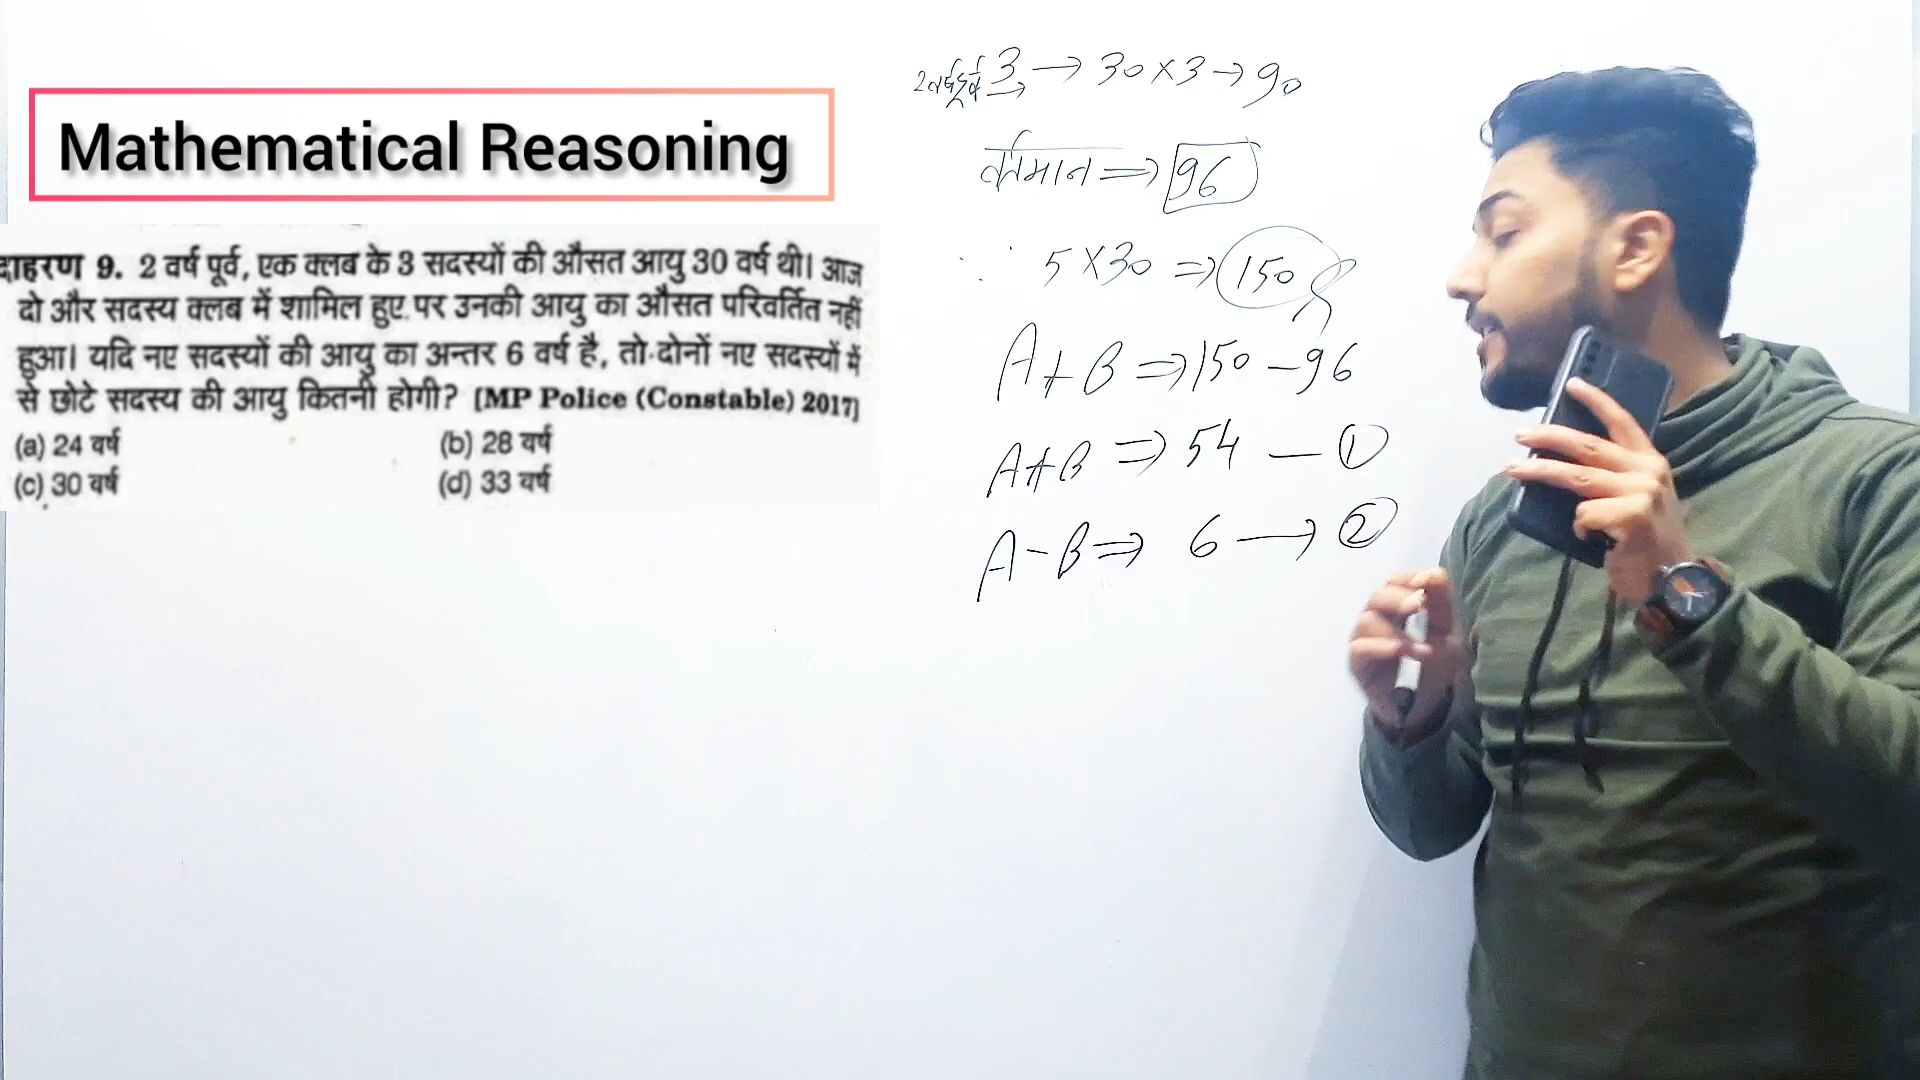 Mathematical Reasoning
दाहरण 9. 2 वर्ष पूर्व, एक क्लब के 3 सदस्यों की औसत आयु 30 वर्ष थी। आज
दो और सदस्य क्लब में शामिल हुए पर उनकी आयु का औसत परिवर्तित नहीं
हुआ। यदि नए सदस्यों की आयु का अन्तर 6 वर्ष है, तो दोनों नए सदस्यों में
से छोटे सदस्य की आयु कितनी होगी? [MP Police (Constable) 2017]
(a) 24 वर्ष (b) 28 वर्ष
(c) 30 वर्ष (d) 33 वर्ष
2 वर्ष पूर्व 3 → 30×3→90
वर्तमान ⇒ 96
∴ 5×30 ⇒ 150
A+B ⇒ 150-96
A+B ⇒ 54 — ①
A-B ⇒ 6 → ②